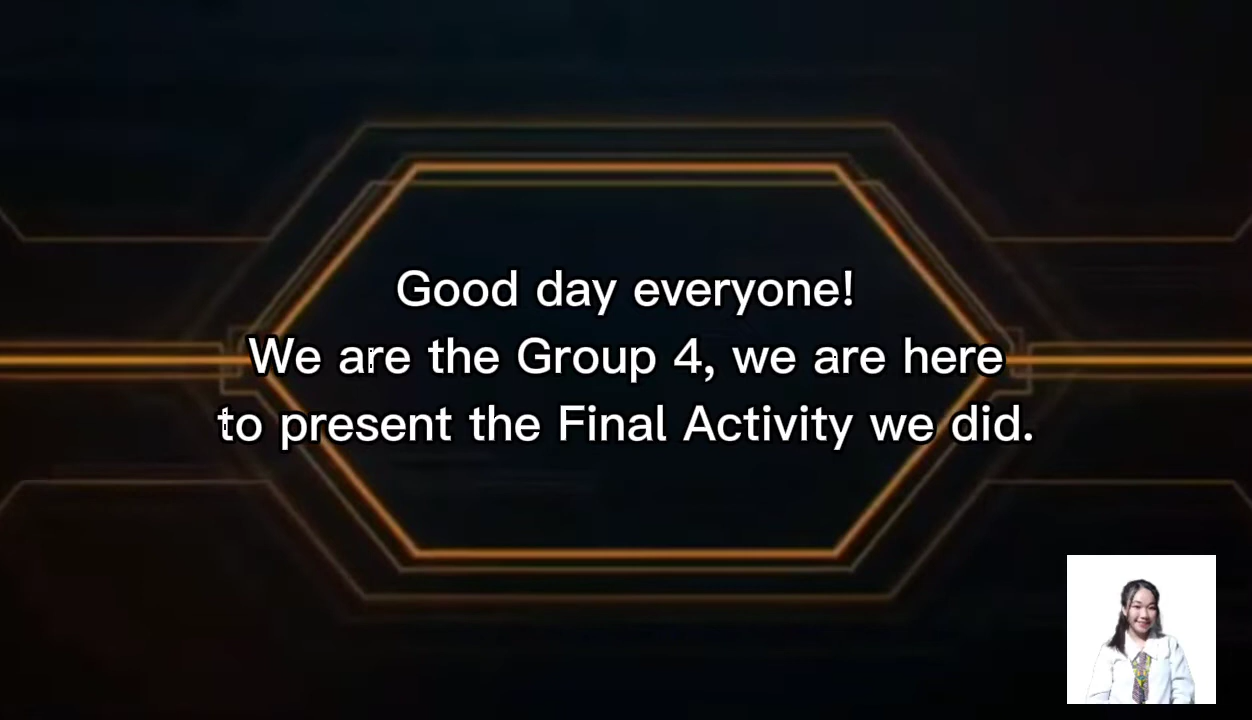 Good day everyone!
We are the Group 4, we are here
to present the Final Activity we did.